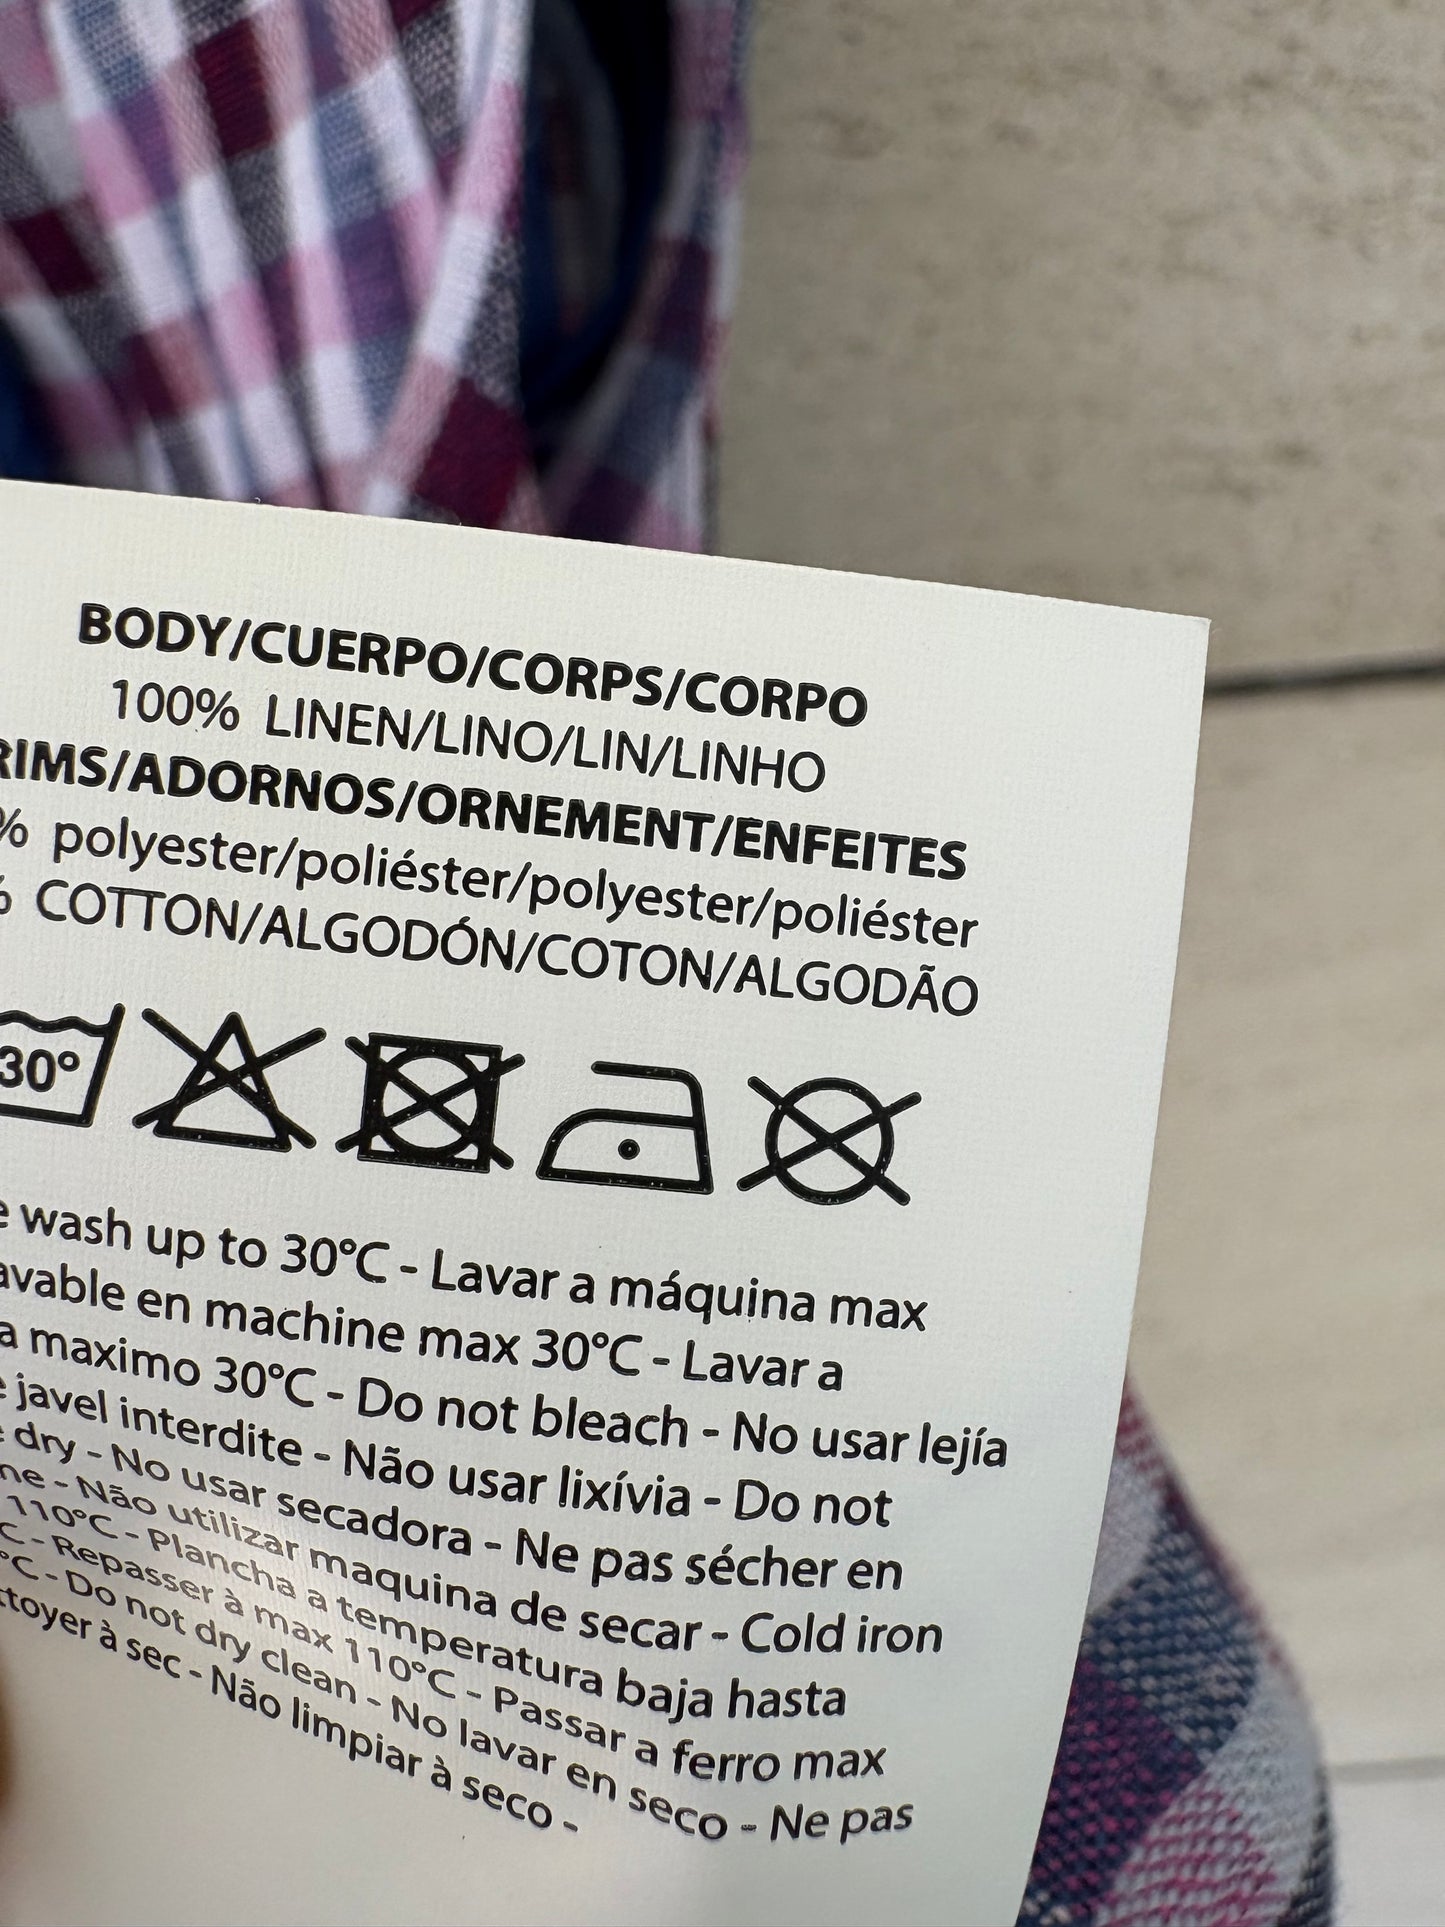 BODY/CUERPO/CORPS/CORPO
100% LINEN/LINO/LIN/LINHO
RIMS/ADORNOS/ORNEMENT/ENFEITES
% polyester/poliéster/polyester/poliéster
% COTTON/ALGODÓN/COTON/ALGODÃO
30°
e wash up to 30°C - Lavar a máquina max
avable en machine max 30°C - Lavar a
a maximo 30°C - Do not bleach - No usar lejía
e javel interdite - Não usar lixívia - Do not
e dry - No usar secadora - Ne pas sécher en
ne - Não utilizar maquina de secar - Cold iron
110°C - Plancha a temperatura baja hasta
C - Repasser à max 110°C - Passar a ferro max
°C - Do not dry clean - No lavar en seco - Ne pas
ttoyer à sec - Não limpiar à seco -